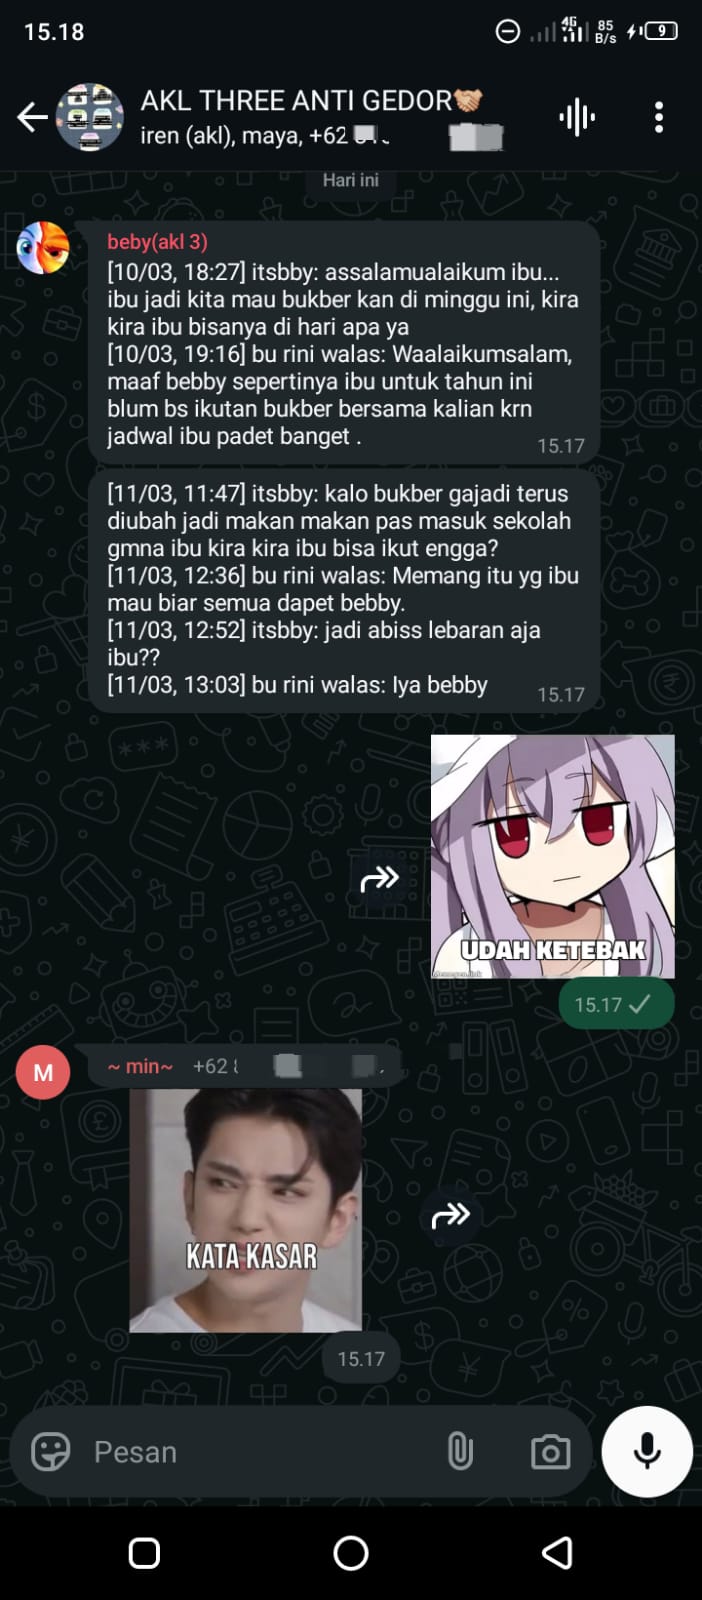 15.18
4G
85
B/s
9
AKL THREE ANTI GEDOR🤝
iren (akl), maya, +62
Hari ini
beby(akl 3)
[10/03, 18:27] itsbby: assalamualaikum ibu...
ibu jadi kita mau bukber kan di minggu ini, kira
kira ibu bisanya di hari apa ya
[10/03, 19:16] bu rini walas: Waalaikumsalam,
maaf bebby sepertinya ibu untuk tahun ini
blum bs ikutan bukber bersama kalian krn
jadwal ibu padet banget .
15.17
[11/03, 11:47] itsbby: kalo bukber gajadi terus
diubah jadi makan makan pas masuk sekolah
gmna ibu kira kira ibu bisa ikut engga?
[11/03, 12:36] bu rini walas: Memang itu yg ibu
mau biar semua dapet bebby.
[11/03, 12:52] itsbby: jadi abiss lebaran aja
ibu??
[11/03, 13:03] bu rini walas: Iya bebby
15.17
UDAH KETEBAK
15.17
M
~ min~ +62
KATA KASAR
15.17
Pesan